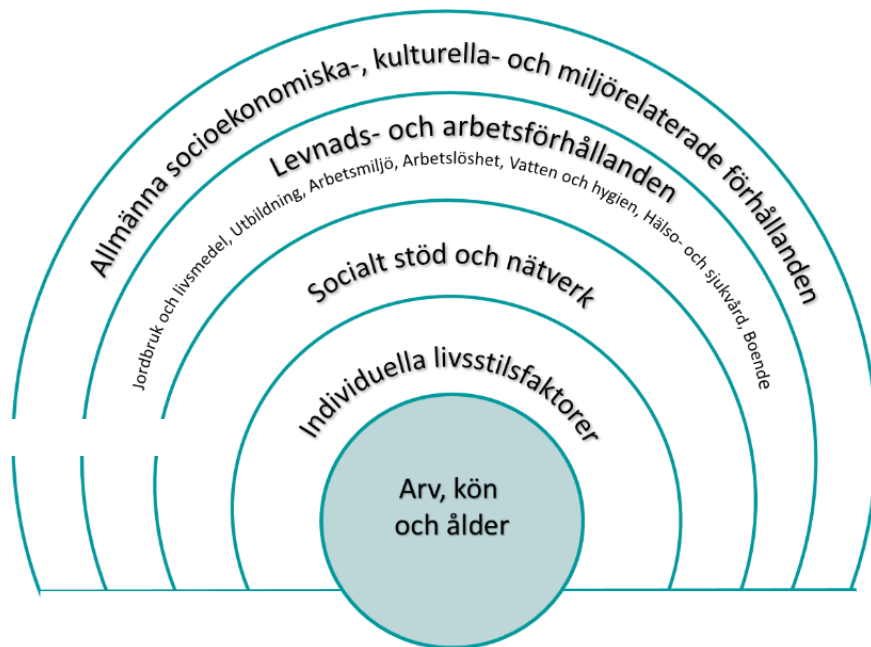 Allmänna socioekonomiska-, kulturella- och miljörelaterade förhållanden
Levnads- och arbetsförhållanden
Jordbruk och livsmedel, Utbildning, Arbetsmiljö, Arbetslöshet, Vatten och hygien, Hälso- och sjukvård, Boende
Socialt stöd och nätverk
Individuella livsstilsfaktorer
Arv, kön
och ålder